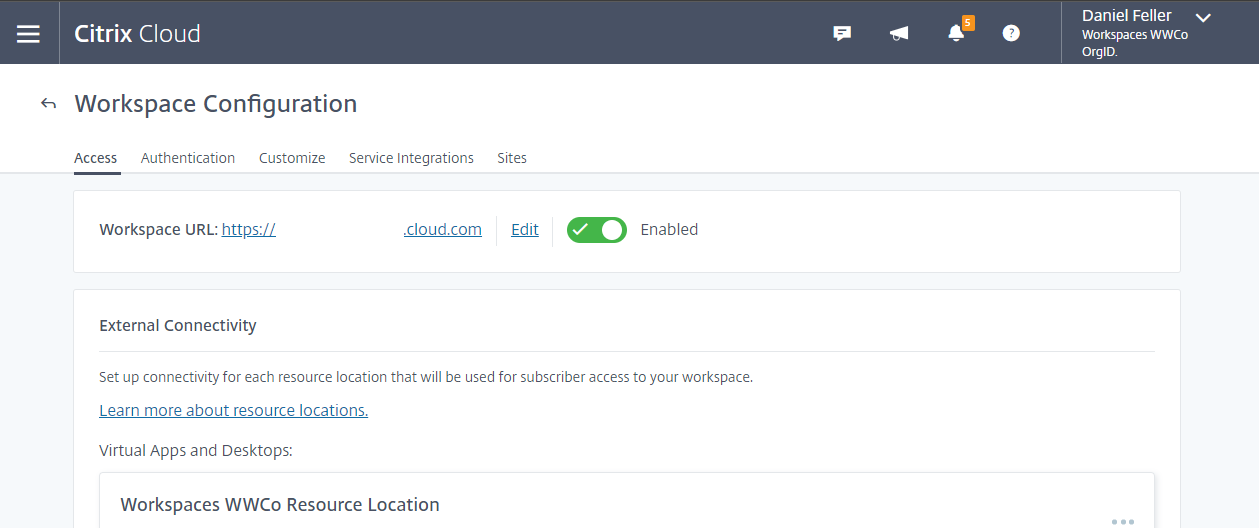 Citrix Cloud
5
?
Daniel Feller
Workspaces WWCo
OrgID.
Workspace Configuration
Access Authentication Customize Service Integrations Sites
Workspace URL: https:// .cloud.com Edit Enabled
External Connectivity
Set up connectivity for each resource location that will be used for subscriber access to your workspace.
Learn more about resource locations.
Virtual Apps and Desktops:
Workspaces WWCo Resource Location